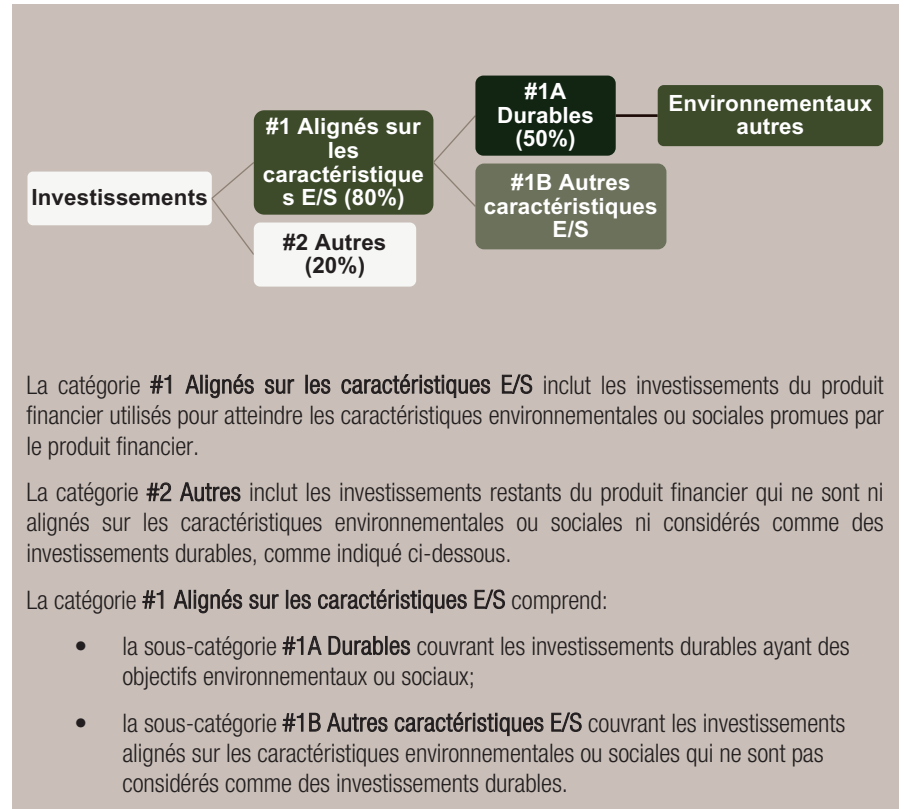 Investissements
#1 Alignés sur
les
caractéristique
s E/S (80%)
#2 Autres
(20%)
#1A
Durables
(50%)
#1B Autres
caractéristiques
E/S
Environnementaux
autres
La catégorie #1 Alignés sur les caractéristiques E/S inclut les investissements du produit
financier utilisés pour atteindre les caractéristiques environnementales ou sociales promues par
le produit financier.
La catégorie #2 Autres inclut les investissements restants du produit financier qui ne sont ni
alignés sur les caractéristiques environnementales ou sociales ni considérés comme des
investissements durables, comme indiqué ci-dessous.
La catégorie #1 Alignés sur les caractéristiques E/S comprend:
• la sous-catégorie #1A Durables couvrant les investissements durables ayant des
objectifs environnementaux ou sociaux;
• la sous-catégorie #1B Autres caractéristiques E/S couvrant les investissements
alignés sur les caractéristiques environnementales ou sociales qui ne sont pas
considérés comme des investissements durables.